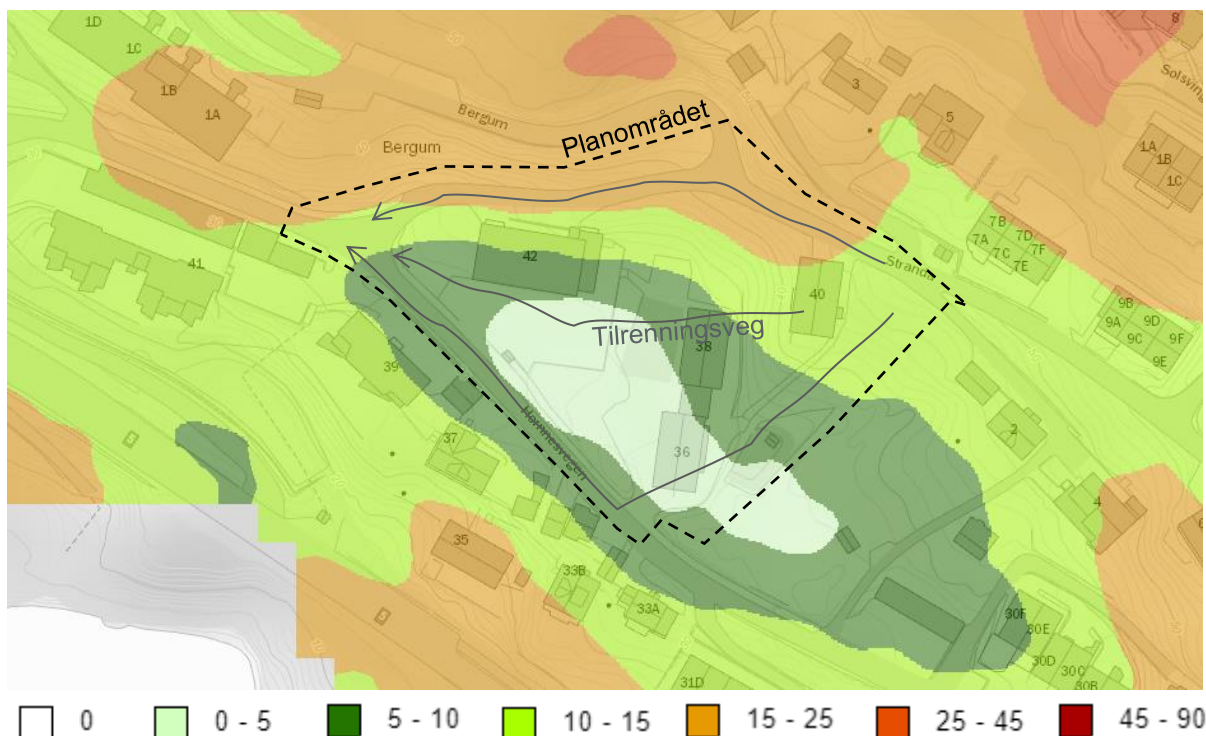 1D
8
1C
3
Solsving
1B
1A
Bergum
Planområdet
5
Bergum
1A
1B
1C
7B
7D
7A
7F
7C
7E
41
42
Strand
40
9B
9A
9D
9C
9F
9E
Tilrenningsveg
38
39
Hamnesvegen
37
36
2
4
6
35
33B
33A
30F
30E
30D
30C
30B
31D
0
0 - 5
5 - 10
10 - 15
15 - 25
25 - 45
45 - 90